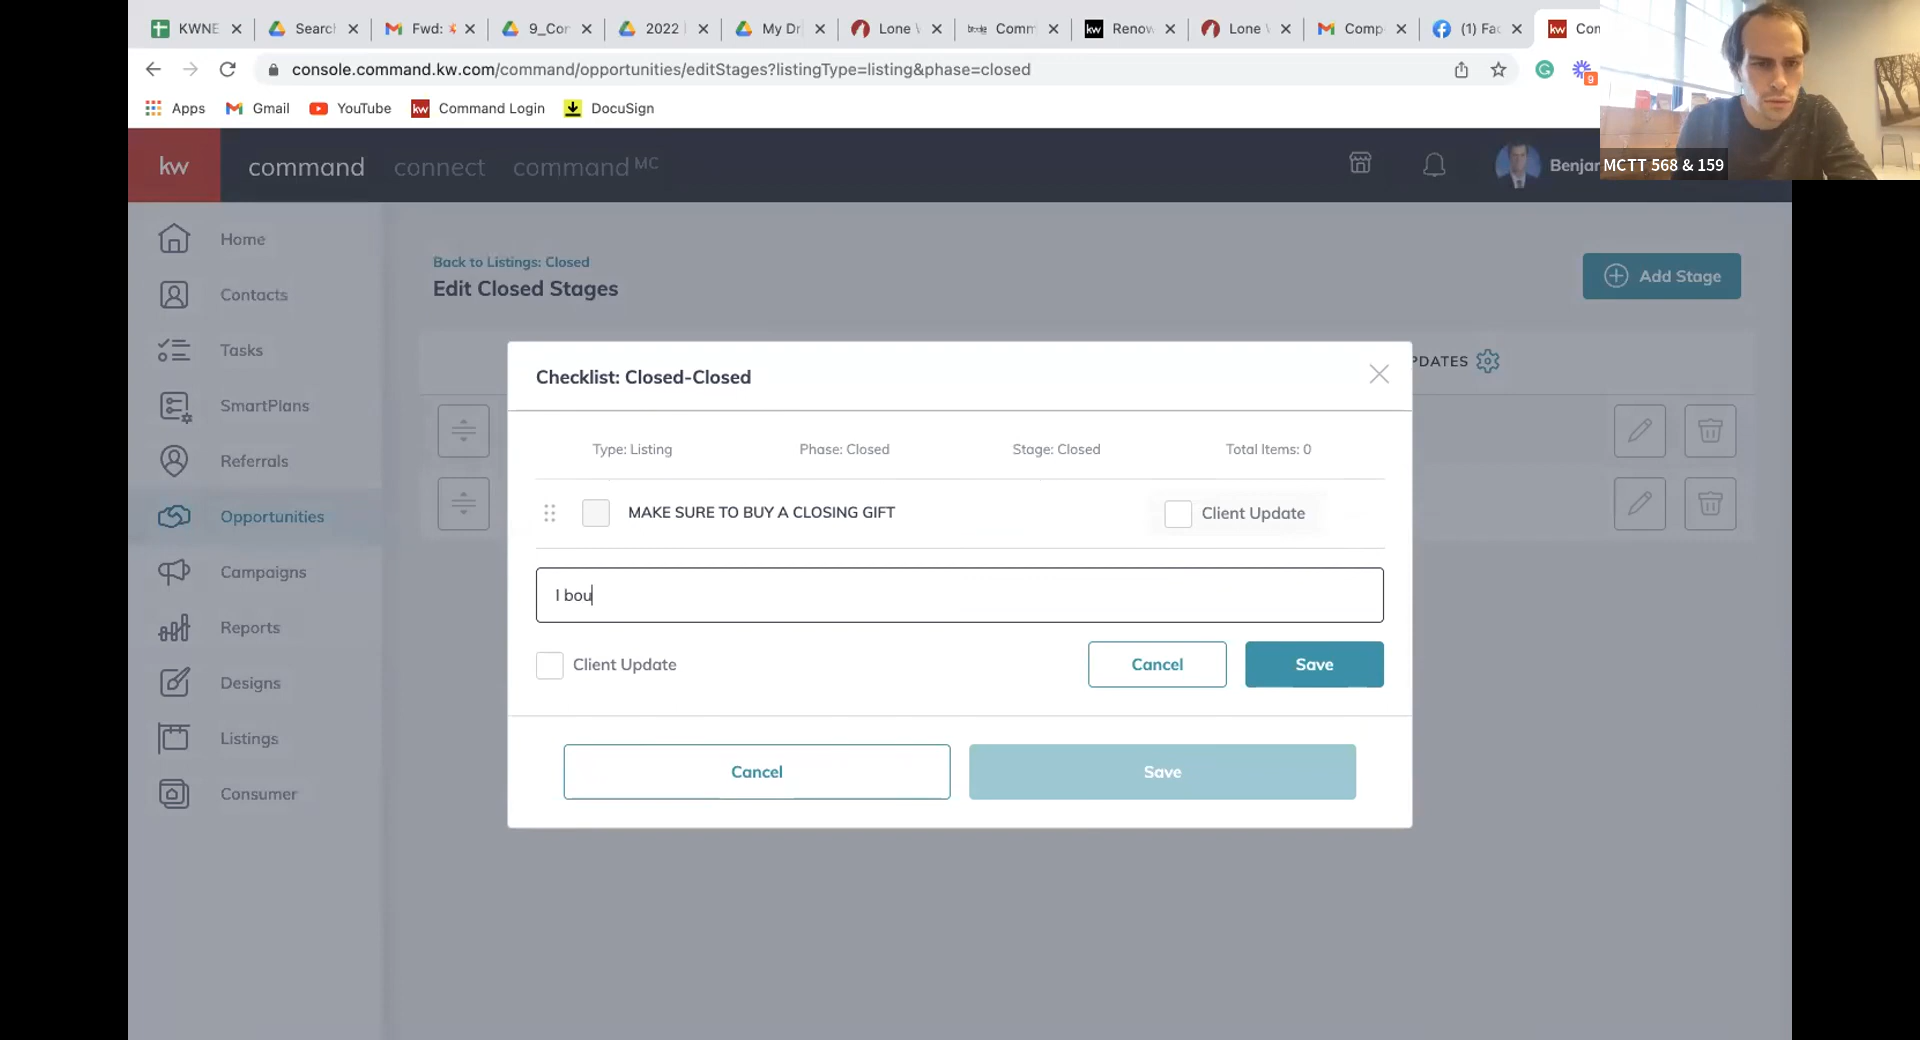 KWNE
Search
Fwd:
9_Con
2022
My Dr
Lone
Comm
Renov
Lone
Comp
(1) Fac
Con
console.command.kw.com/command/opportunities/editStages?listingType=listing&phase=closed
9
Apps
Gmail
YouTube
kw
Command Login
DocuSign
MCTT 568 & 159
kw
command
connect
command MC
Benjar
Home
Contacts
Tasks
SmartPlans
Referrals
Opportunities
Campaigns
Reports
Designs
Listings
Consumer
Back to Listings: Closed
Edit Closed Stages
Add Stage
PDATES
Checklist: Closed-Closed
Type: Listing
Phase: Closed
Stage: Closed
Total Items: 0
MAKE SURE TO BUY A CLOSING GIFT
Client Update
I bou
Client Update
Cancel
Save
Cancel
Save